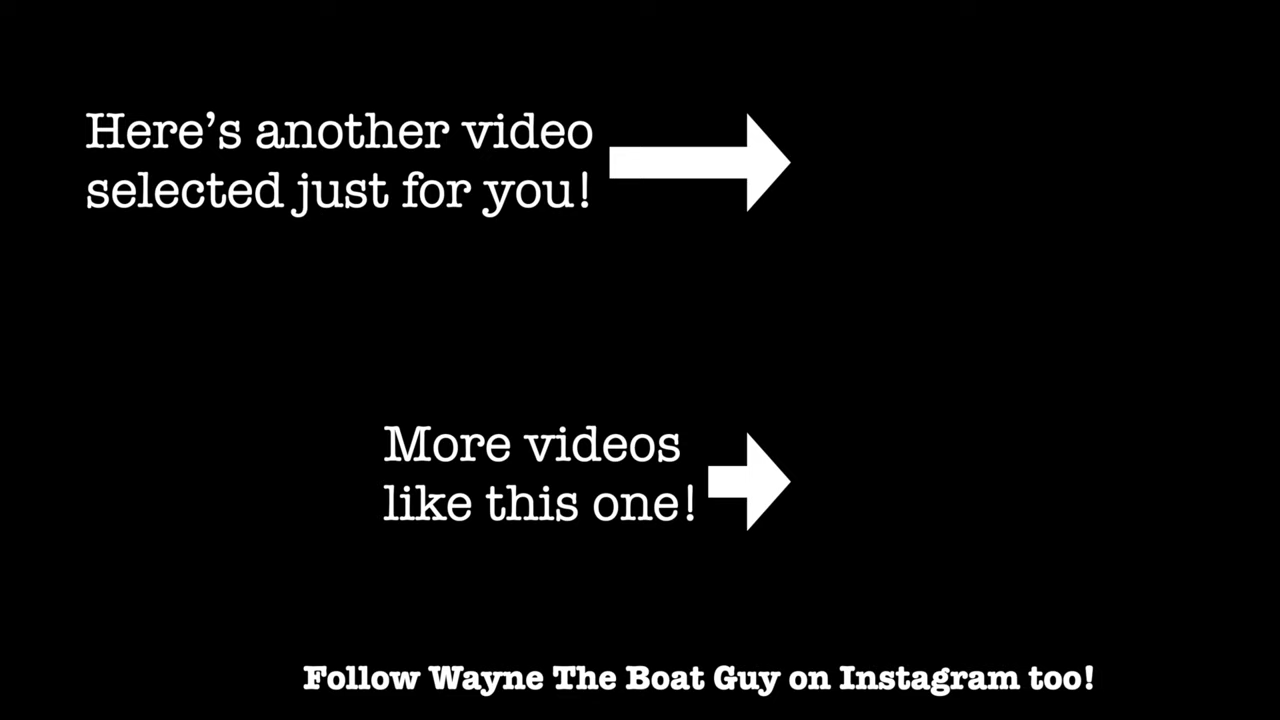 Here’s another video
selected just for you!
More videos
like this one!
Follow Wayne The Boat Guy on Instagram too!